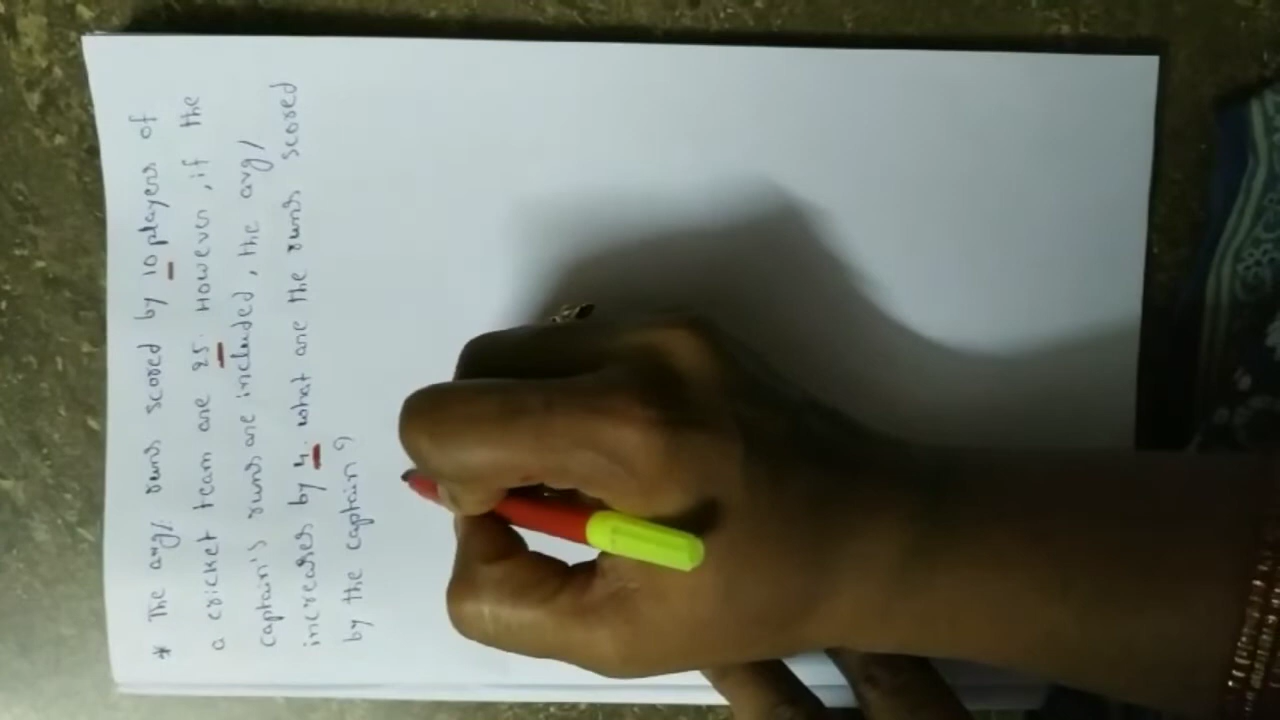 * The avg/. runs scored by 10 players of
a cricket team are 25. However, if the
captain's runs are included, the avg/
increases by 4. what are the runs scored
by the captain?